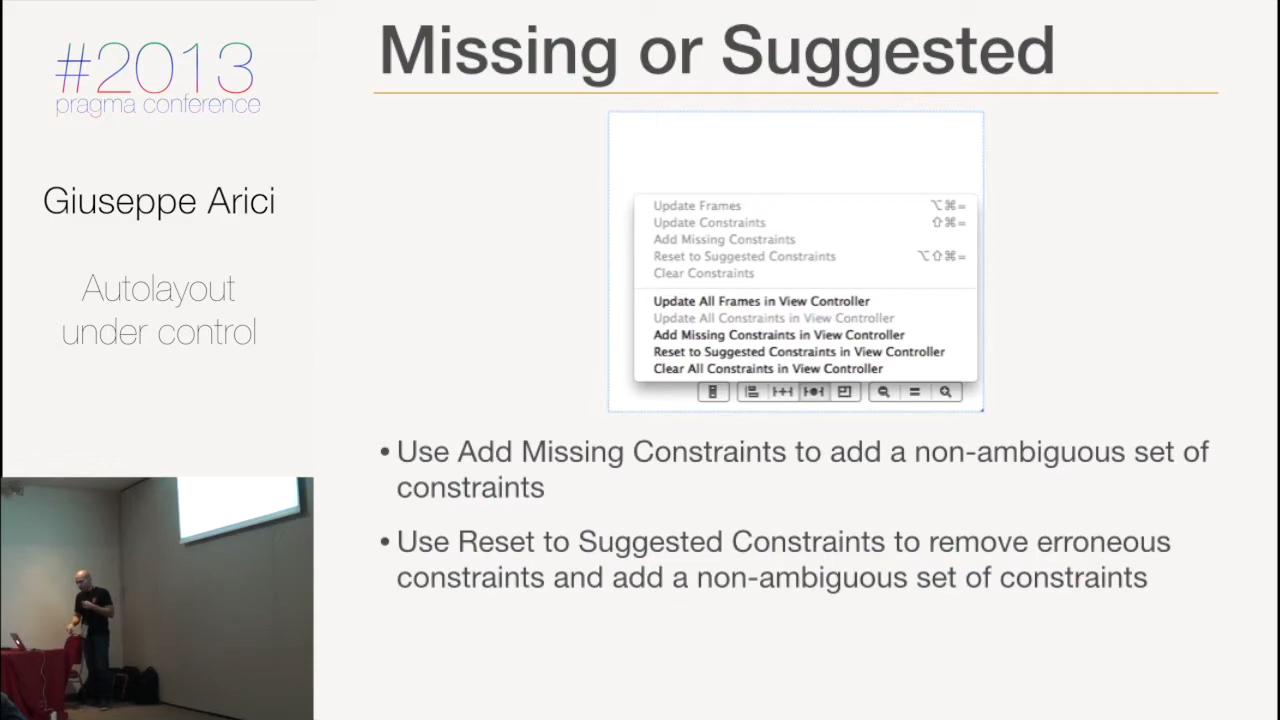 #2013
pragma conference
Giuseppe Arici
Autolayout
under control
Missing or Suggested
Update Frames ⌥⌘=
Update Constraints ⇧⌘=
Add Missing Constraints
Reset to Suggested Constraints ⌥⇧⌘=
Clear Constraints
Update All Frames in View Controller
Update All Constraints in View Controller
Add Missing Constraints in View Controller
Reset to Suggested Constraints in View Controller
Clear All Constraints in View Controller
• Use Add Missing Constraints to add a non-ambiguous set of
constraints
• Use Reset to Suggested Constraints to remove erroneous
constraints and add a non-ambiguous set of constraints